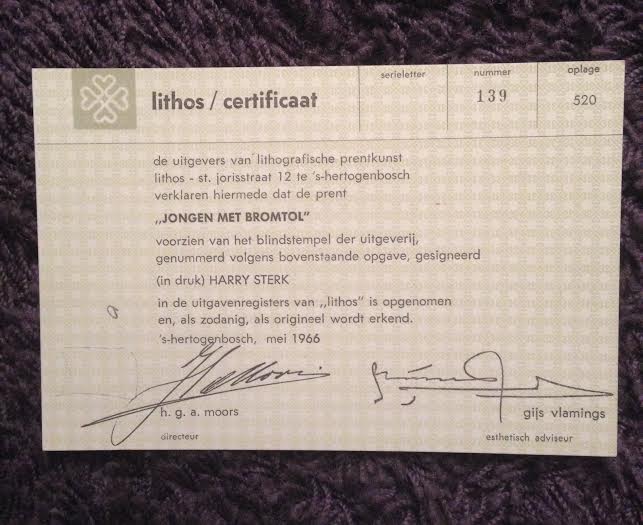 lithos / certificaat
serieletter
nummer
139
oplage
520
de uitgevers van lithografische prentkunst
lithos - st. jorisstraat 12 te 's-hertogenbosch
verklaren hiermede dat de prent
„JONGEN MET BROMTOL”
voorzien van het blindstempel der uitgeverij,
genummerd volgens bovenstaande opgave, gesigneerd
(in druk) HARRY STERK
in de uitgavenregisters van „lithos” is opgenomen
en, als zodanig, als origineel wordt erkend.
's-hertogenbosch, mei 1966
h. g. a. moors
directeur
gijs vlamings
esthetisch adviseur